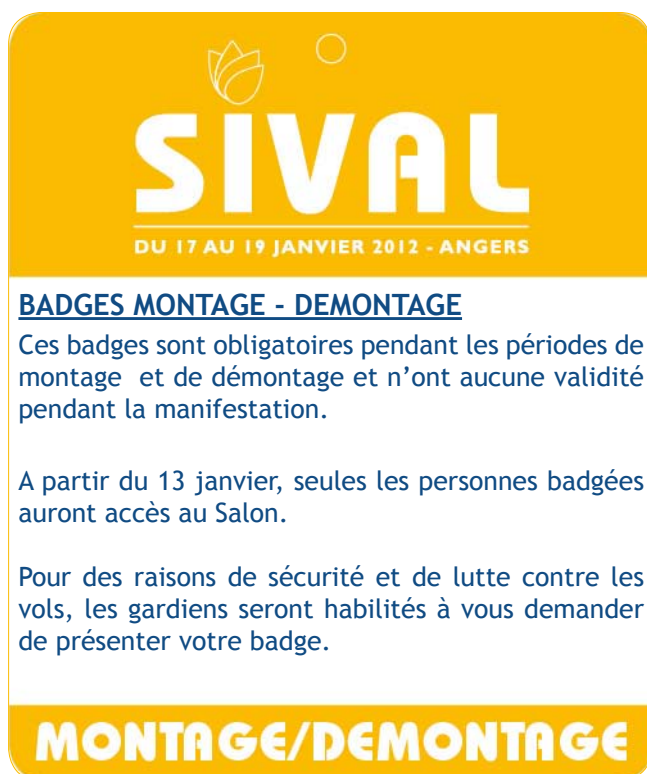 SIVAL
DU 17 AU 19 JANVIER 2012 - ANGERS
BADGES MONTAGE - DEMONTAGE
Ces badges sont obligatoires pendant les périodes de
montage et de démontage et n’ont aucune validité
pendant la manifestation.
A partir du 13 janvier, seules les personnes badgées
auront accès au Salon.
Pour des raisons de sécurité et de lutte contre les
vols, les gardiens seront habilités à vous demander
de présenter votre badge.
MONTAGE/DEMONTAGE